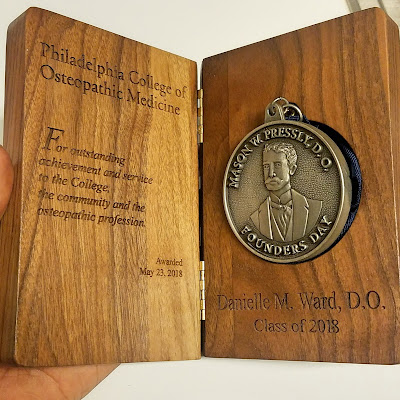 Philadelphia College of
Osteopathic Medicine
For outstanding
achievement and service
to the College,
the community and the
osteopathic profession.
Awarded
May 23, 2018
MASON W. PRESSLY, D.O.
FOUNDERS DAY
Danielle M. Ward, D.O.
Class of 2018